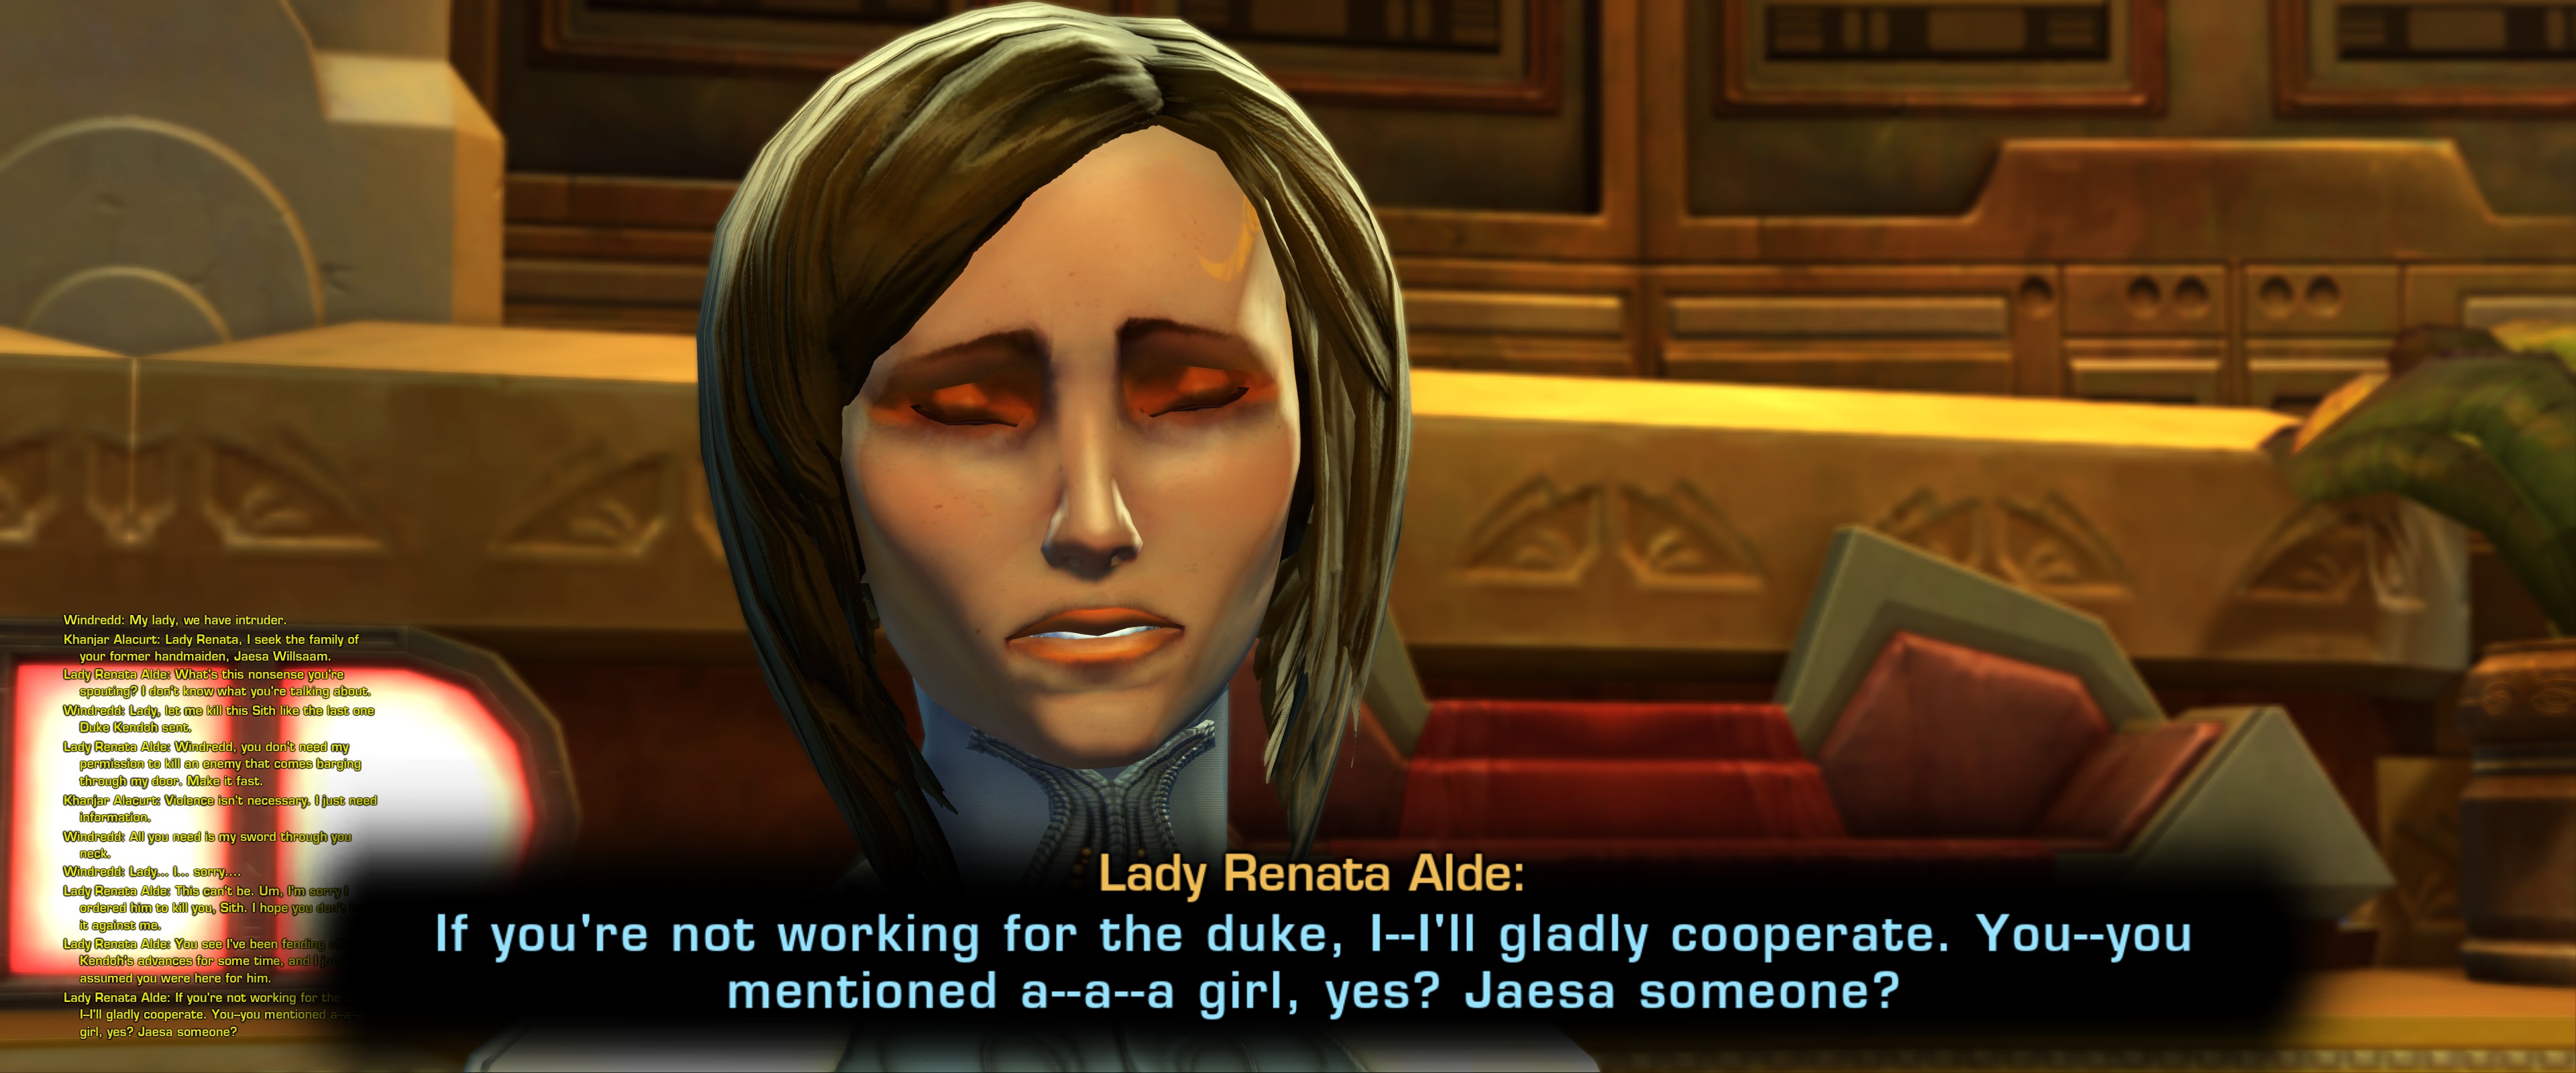 Windredd: My lady, we have intruder.
Khanjar Alacurt: Lady Renata, I seek the family of
your former handmaiden, Jaesa Willsaam.
Lady Renata Alde: What's this nonsense you're
spouting? I don't know what you're talking about.
Windredd: Lady, let me kill this Sith like the last one
Duke Kendoh sent.
Lady Renata Alde: Windredd, you don't need my
permission to kill an enemy that comes barging
through my door. Make it fast.
Khanjar Alacurt: Violence isn't necessary. I just need
information.
Windredd: All you need is my sword through you
neck.
Windredd: Lady... I... sorry....
Lady Renata Alde: This can't be. Um, I'm sorry I
ordered him to kill you, Sith. I hope you don't
it against me.
Lady Renata Alde: You see I've been fending
Kendoh's advances for some time, and I
assumed you were here for him.
Lady Renata Alde: If you're not working for the
I--I'll gladly cooperate. You--you mentioned a--a--
girl, yes? Jaesa someone?
Lady Renata Alde:
If you're not working for the duke, I--I'll gladly cooperate. You--you
mentioned a--a--a girl, yes? Jaesa someone?